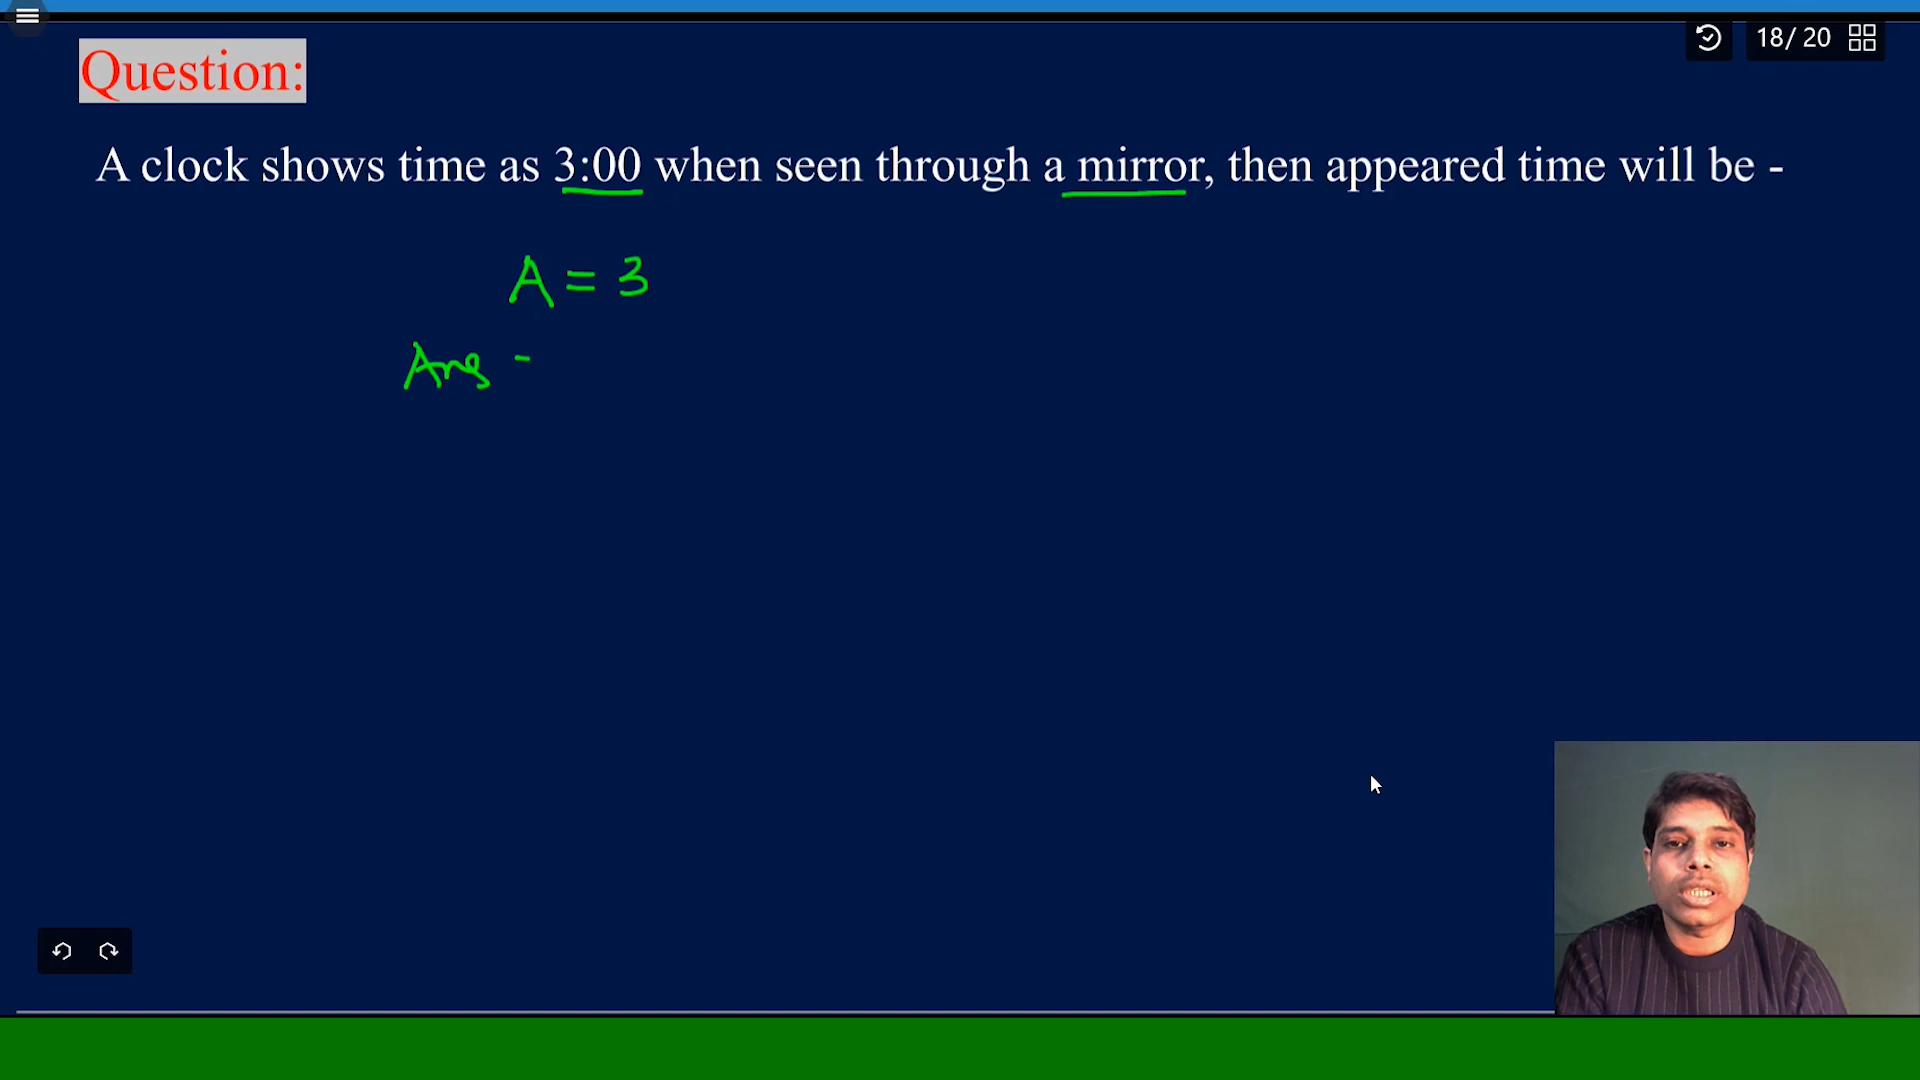 18/ 20
Question:
A clock shows time as 3:00 when seen through a mirror, then appeared time will be -
A = 3
Ans -